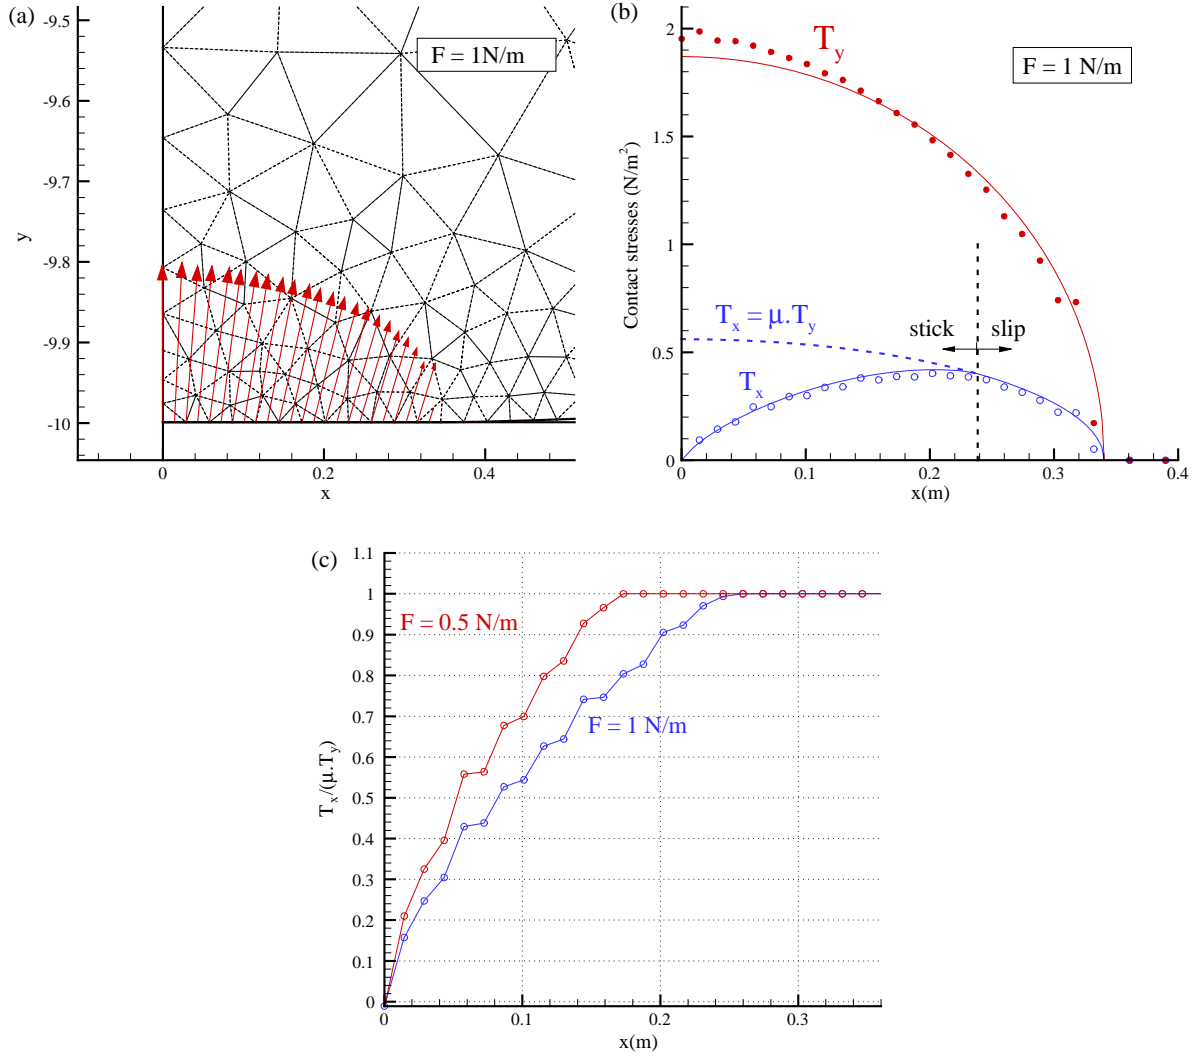 (a)
F = 1N/m
-9.5
-9.6
-9.7
-9.8
-9.9
-10
y
0
0.2
0.4
x
(b)
T_y
F = 1 N/m
2
1.5
1
0.5
0
Contact stresses (N/m²)
T_x = μ.T_y
stick
slip
T_x
0
0.1
0.2
0.3
0.4
x(m)
(c)
1.1
1
0.9
0.8
0.7
0.6
0.5
0.4
0.3
0.2
0.1
0
T_x/(μ.T_y)
F = 0.5 N/m
F = 1 N/m
0
0.1
0.2
0.3
x(m)